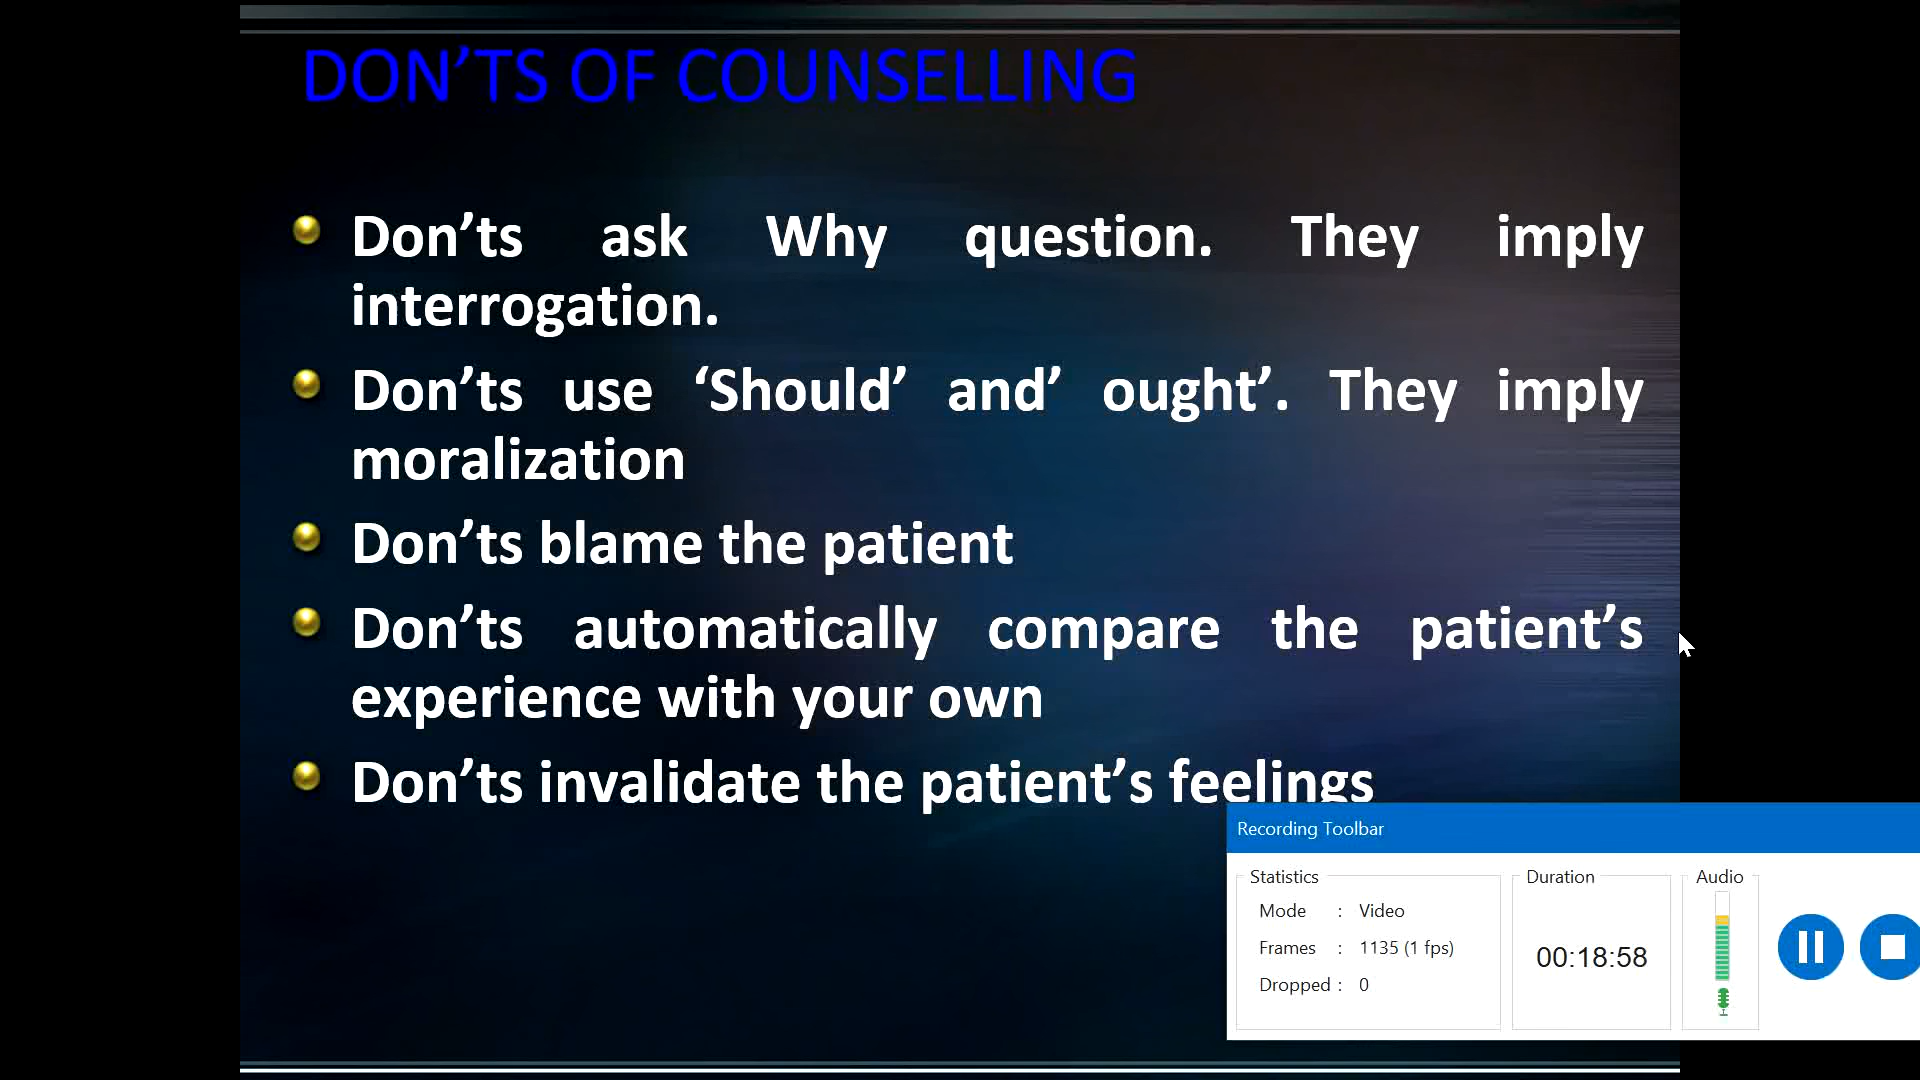 DON’TS OF COUNSELLING
Don’ts ask Why question. They imply
interrogation.
Don’ts use ‘Should’ and’ ought’. They imply
moralization
Don’ts blame the patient
Don’ts automatically compare the patient’s
experience with your own
Don’ts invalidate the patient’s feelings
Recording Toolbar
Statistics
Mode : Video
Frames : 1135 (1 fps)
Dropped : 0
Duration
00:18:58
Audio